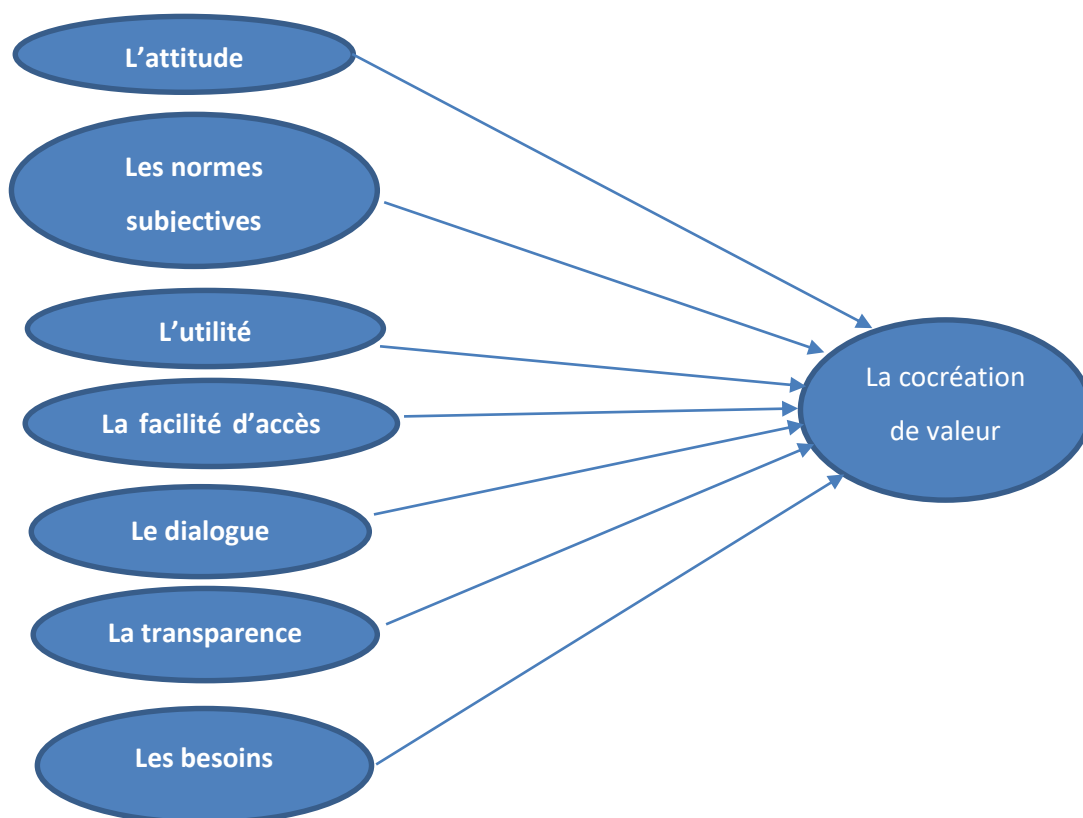 L’attitude
Les normes
subjectives
L’utilité
La facilité d’accès
Le dialogue
La transparence
Les besoins
La cocréation
de valeur